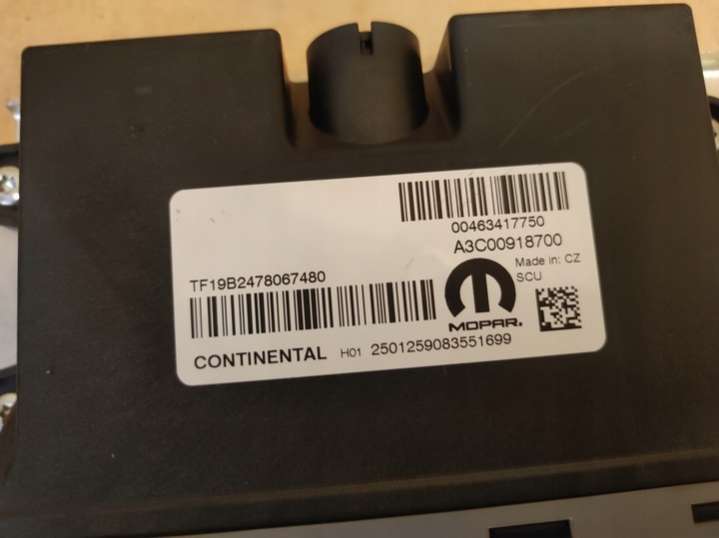 00463417750
A3C00918700
Made in: CZ
SCU
TF19B2478067480
MOPAR.
CONTINENTAL H01 2501259083551699